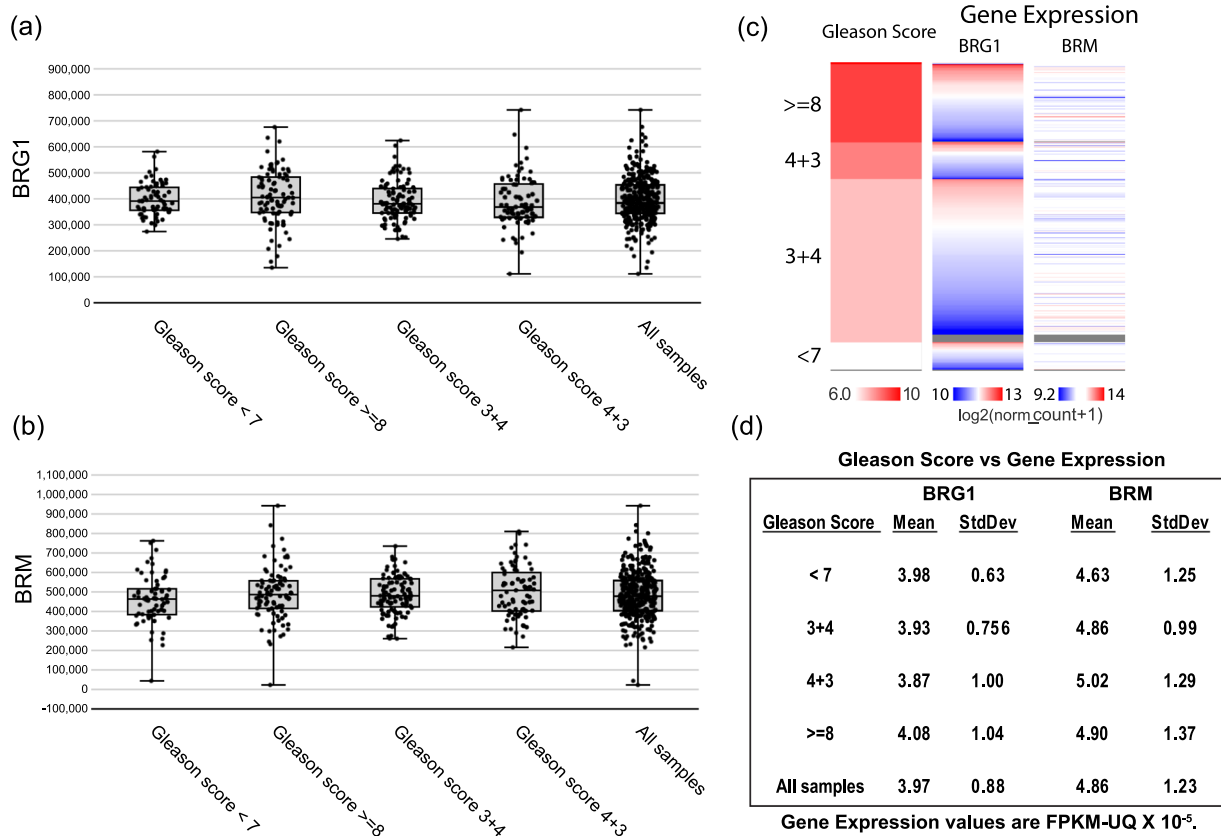 (a)
900,000
800,000
700,000
600,000
500,000
400,000
300,000
200,000
100,000
0
BRG1
Gleason score < 7
Gleason score >=8
Gleason score 3+4
Gleason score 4+3
All samples
(b)
1,100,000
1,000,000
900,000
800,000
700,000
600,000
500,000
400,000
300,000
200,000
100,000
0
-100,000
BRM
Gleason score < 7
Gleason score >=8
Gleason score 3+4
Gleason score 4+3
All samples
(c)
Gene Expression
Gleason Score BRG1 BRM
>=8
4+3
3+4
<7
6.0 10 10 13 9.2 14
log2(norm_count+1)
(d)
Gleason Score vs Gene Expression
BRG1 BRM
Gleason Score Mean StdDev Mean StdDev
< 7 3.98 0.63 4.63 1.25
3+4 3.93 0.756 4.86 0.99
4+3 3.87 1.00 5.02 1.29
>=8 4.08 1.04 4.90 1.37
All samples 3.97 0.88 4.86 1.23
Gene Expression values are FPKM-UQ X 10⁻⁵.